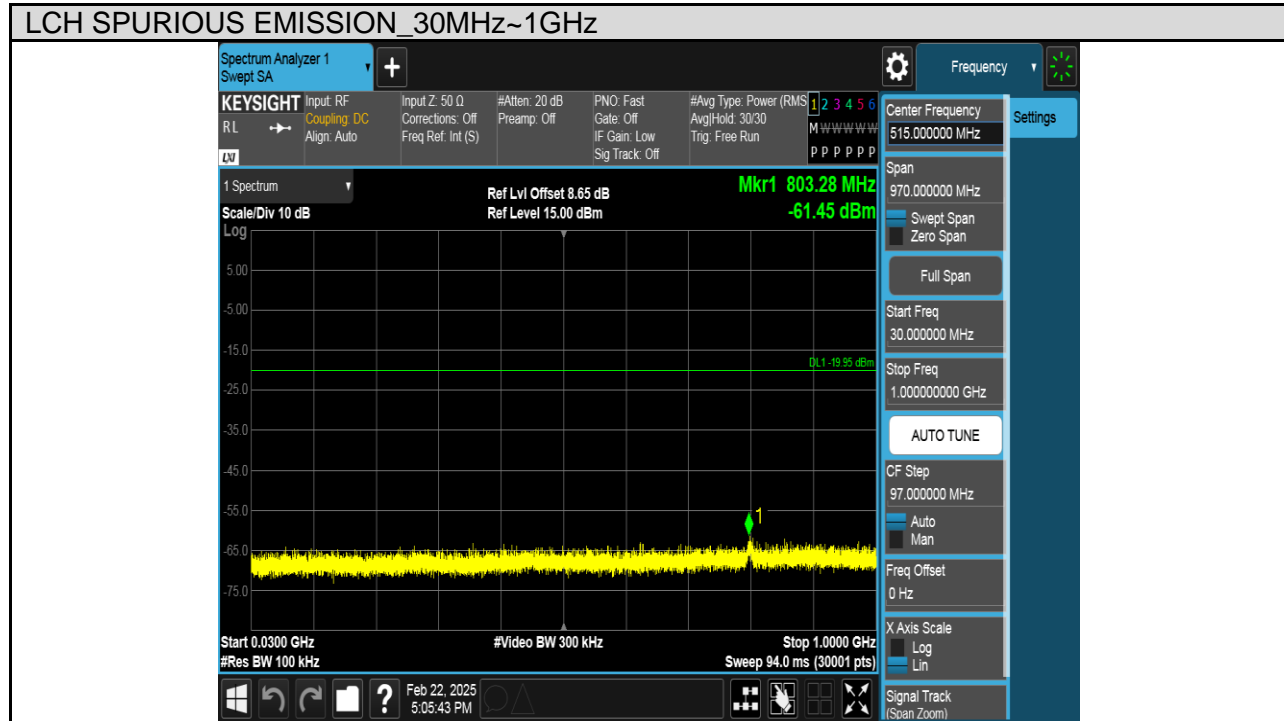 LCH SPURIOUS EMISSION_30MHz~1GHz
Spectrum Analyzer 1
Swept SA
Frequency
KEYSIGHT
RL
LXI
Input: RF
Coupling: DC
Align: Auto
Input Z: 50 Ω
Corrections: Off
Freq Ref: Int (S)
#Atten: 20 dB
Preamp: Off
PNO: Fast
Gate: Off
IF Gain: Low
Sig Track: Off
#Avg Type: Power (RMS
Avg|Hold: 30/30
Trig: Free Run
1 2 3 4 5 6
M W W W W W
P P P P P P
Center Frequency
515.000000 MHz
Settings
1 Spectrum
Scale/Div 10 dB
Ref Lvl Offset 8.65 dB
Ref Level 15.00 dBm
Mkr1 803.28 MHz
-61.45 dBm
Log
5.00
-5.00
-15.0
DL1 -19.95 dBm
-25.0
-35.0
-45.0
-55.0
1
-65.0
-75.0
Start 0.0300 GHz
#Res BW 100 kHz
#Video BW 300 kHz
Stop 1.0000 GHz
Sweep 94.0 ms (30001 pts)
Span
970.000000 MHz
Swept Span
Zero Span
Full Span
Start Freq
30.000000 MHz
Stop Freq
1.000000000 GHz
AUTO TUNE
CF Step
97.000000 MHz
Auto
Man
Freq Offset
0 Hz
X Axis Scale
Log
Lin
Signal Track
(Span Zoom)
?
Feb 22, 2025
5:05:43 PM